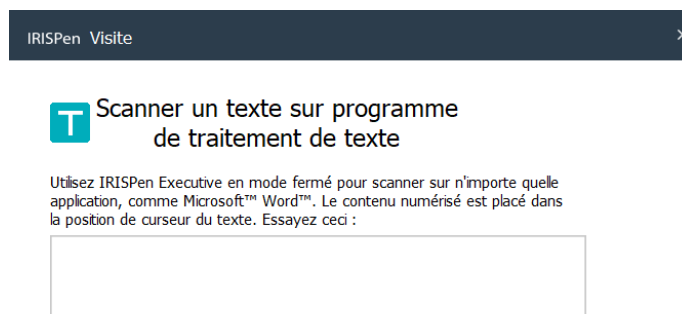 IRISPen Visite
T
Scanner un texte sur programme
de traitement de texte
Utilisez IRISPen Executive en mode fermé pour scanner sur n'importe quelle
application, comme Microsoft™ Word™. Le contenu numérisé est placé dans
la position de curseur du texte. Essayez ceci :